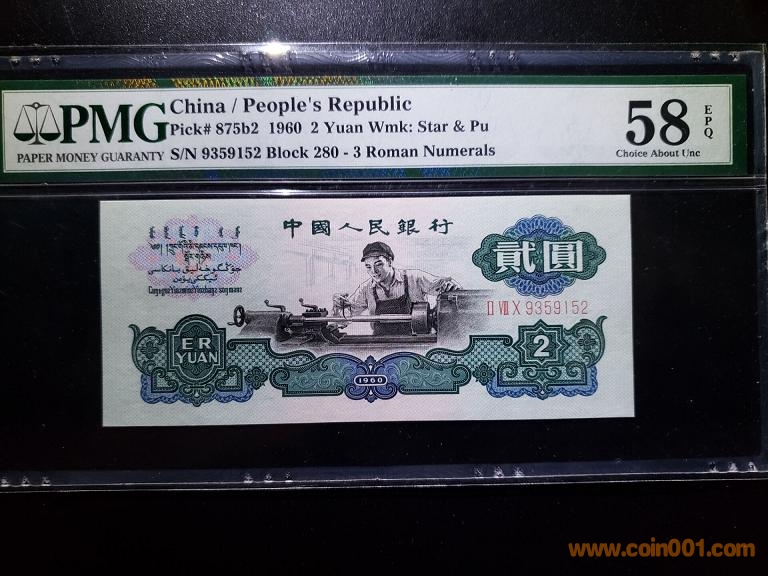 PMG
PAPER MONEY GUARANTY
China / People's Republic
Pick# 875b2 1960 2 Yuan Wmk: Star & Pu
S/N 9359152 Block 280 - 3 Roman Numerals
58
EPQ
Choice About Unc
中國人民銀行
貳圓
II VIII X 9359152
ER
YUAN
1960
2
www.coin001.com